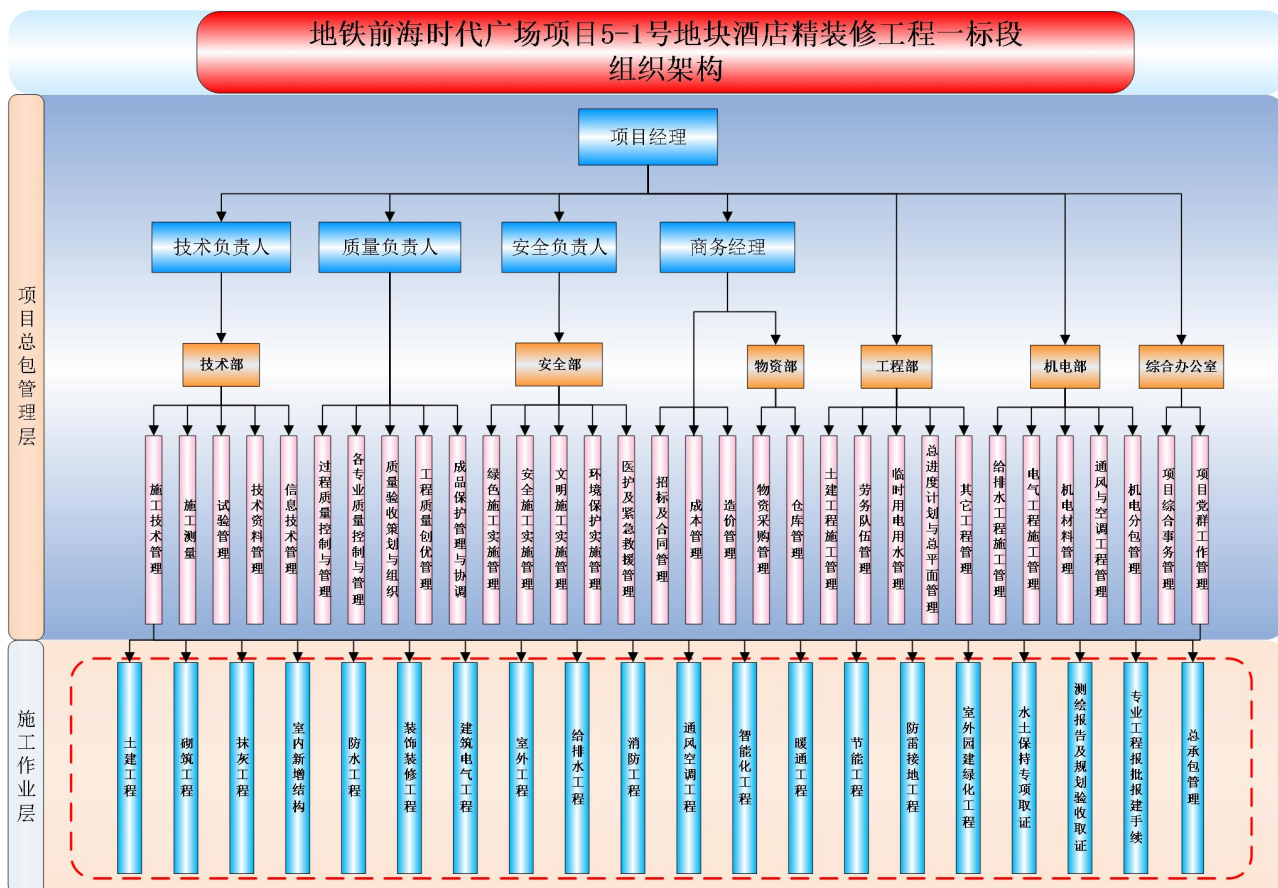 地铁前海时代广场项目5-1号地块酒店精装修工程一标段
组织架构
项目总包管理层
项目经理
技术负责人
质量负责人
安全负责人
商务经理
技术部
安全部
物资部
工程部
机电部
综合办公室
施工技术管理
施工测量
试验管理
技术资料管理
信息技术管理
过程质量控制与管理
各专业质量控制与管理
质量验收策划与组织
工程质量创优管理
成品保护管理与协调
绿色施工实施管理
安全施工实施管理
文明施工实施管理
环境保护实施管理
医护及紧急救援管理
招标及合同管理
成本管理
造价管理
物资采购管理
仓库管理
土建工程施工管理
劳务队伍管理
临时用电用水管理
总进度计划与总平面管理
其它工程管理
给排水工程施工管理
电气工程施工管理
机电材料管理
通风与空调工程管理
机电分包管理
项目综合事务管理
项目党群工作管理
施工作业层
土建工程
砌筑工程
抹灰工程
室内新增结构
防水工程
装饰装修工程
建筑电气工程
室外工程
给排水工程
消防工程
通风空调工程
智能化工程
暖通工程
节能工程
防雷接地工程
室外园建绿化工程
水土保持专项取证
测绘报告及规划验收取证
专业工程报批报建手续
总承包管理